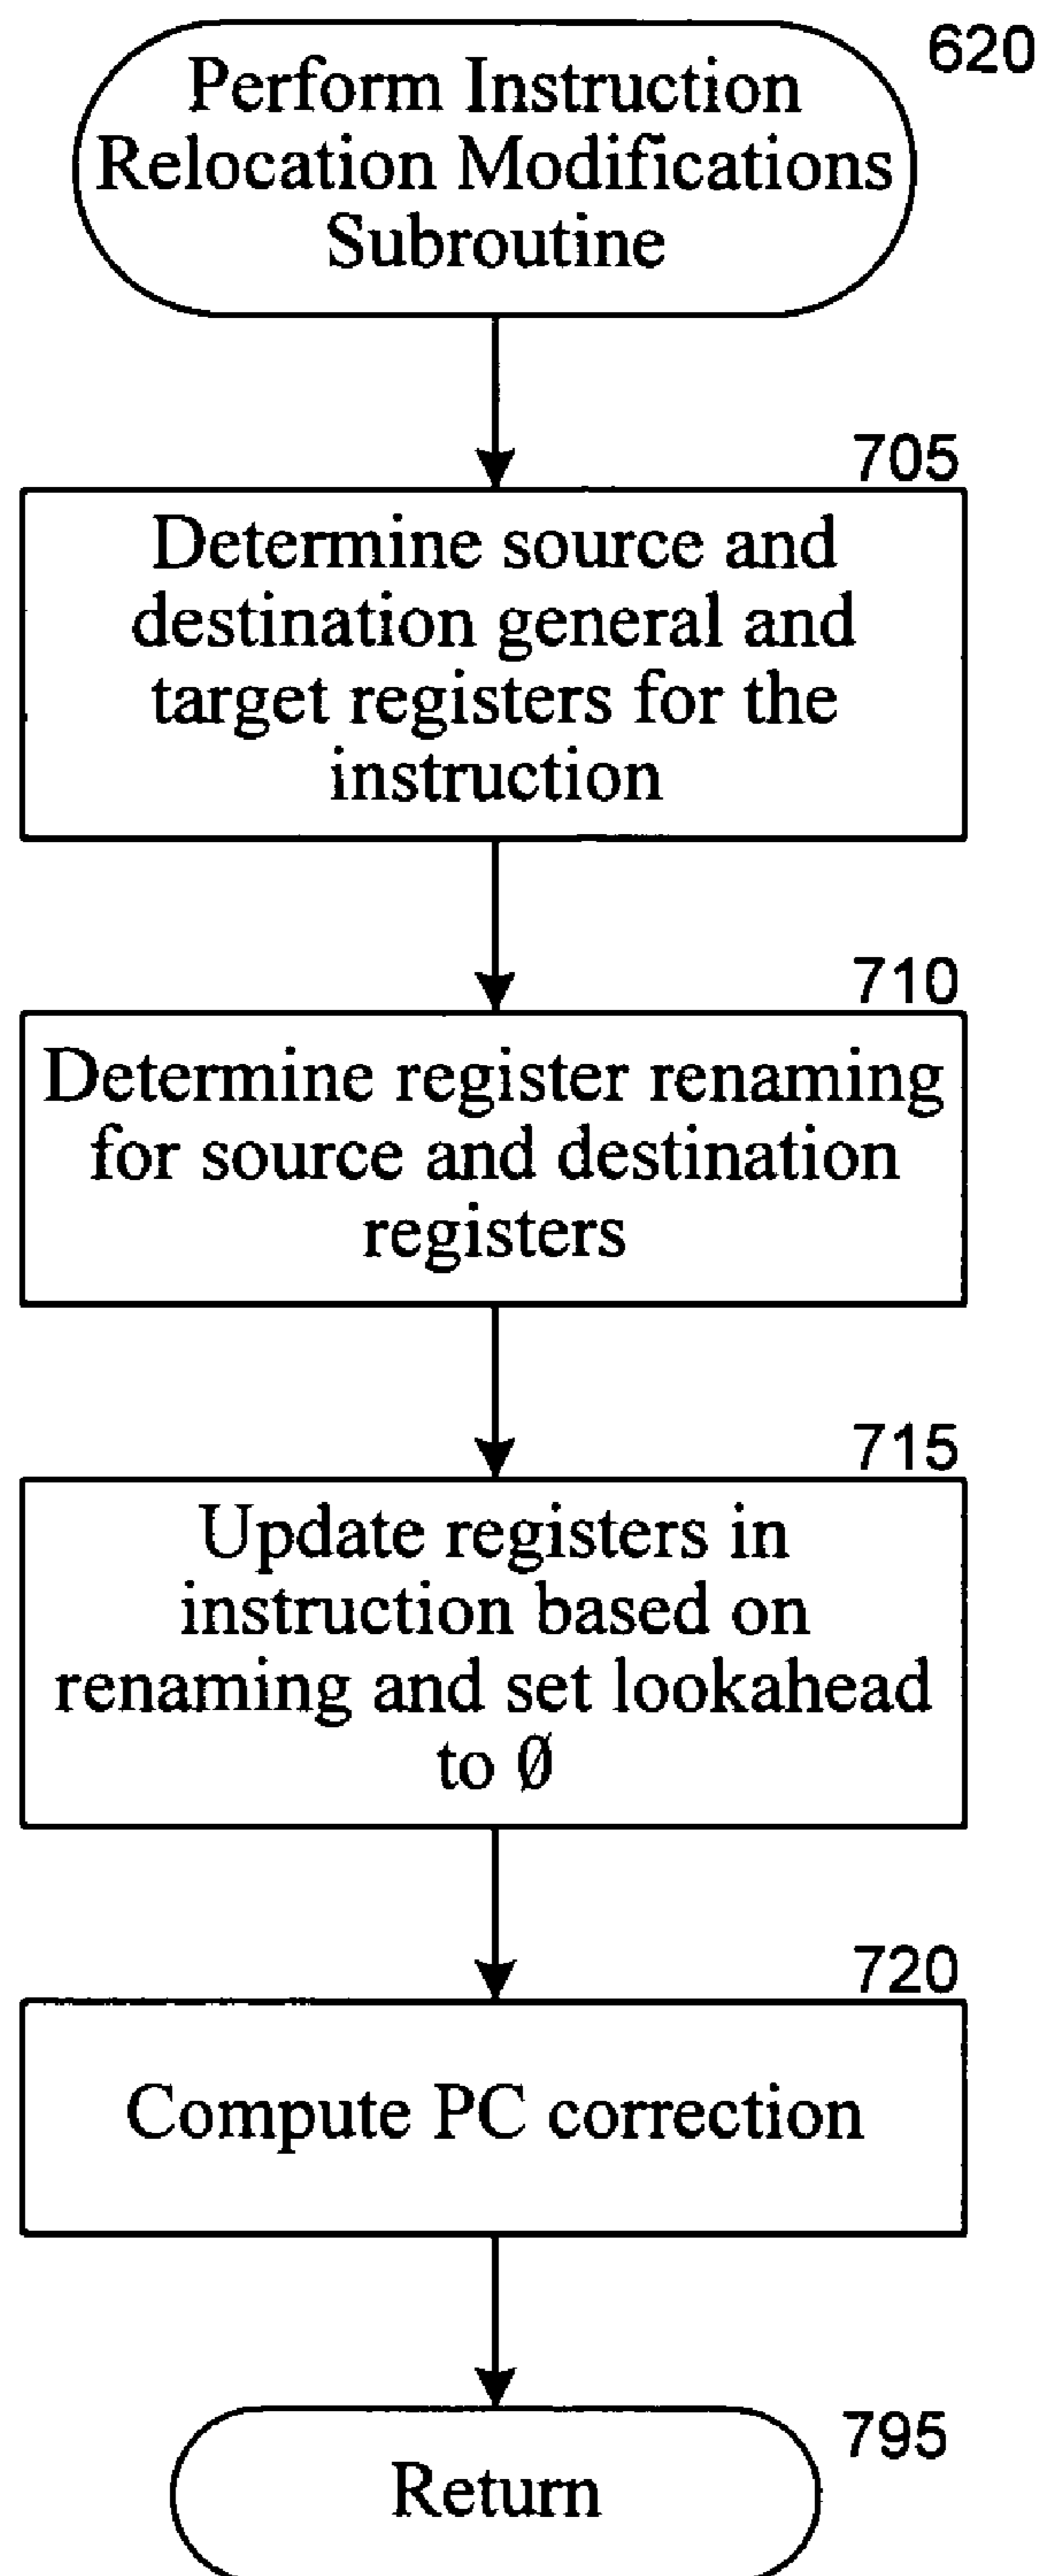 620
Perform Instruction
Relocation Modifications
Subroutine
705
Determine source and
destination general and
target registers for the
instruction
710
Determine register renaming
for source and destination
registers
715
Update registers in
instruction based on
renaming and set lookahead
to Ø
720
Compute PC correction
795
Return